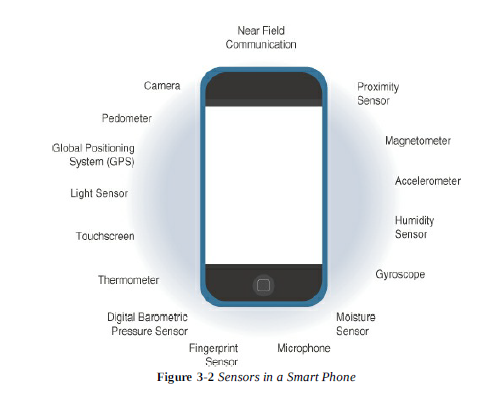 Near Field
Communication
Camera
Proximity
Sensor
Pedometer
Magnetometer
Global Positioning
System (GPS)
Accelerometer
Light Sensor
Humidity
Sensor
Touchscreen
Gyroscope
Thermometer
Digital Barometric
Pressure Sensor
Moisture
Sensor
Fingerprint
Sensor
Microphone
Figure 3-2 Sensors in a Smart Phone